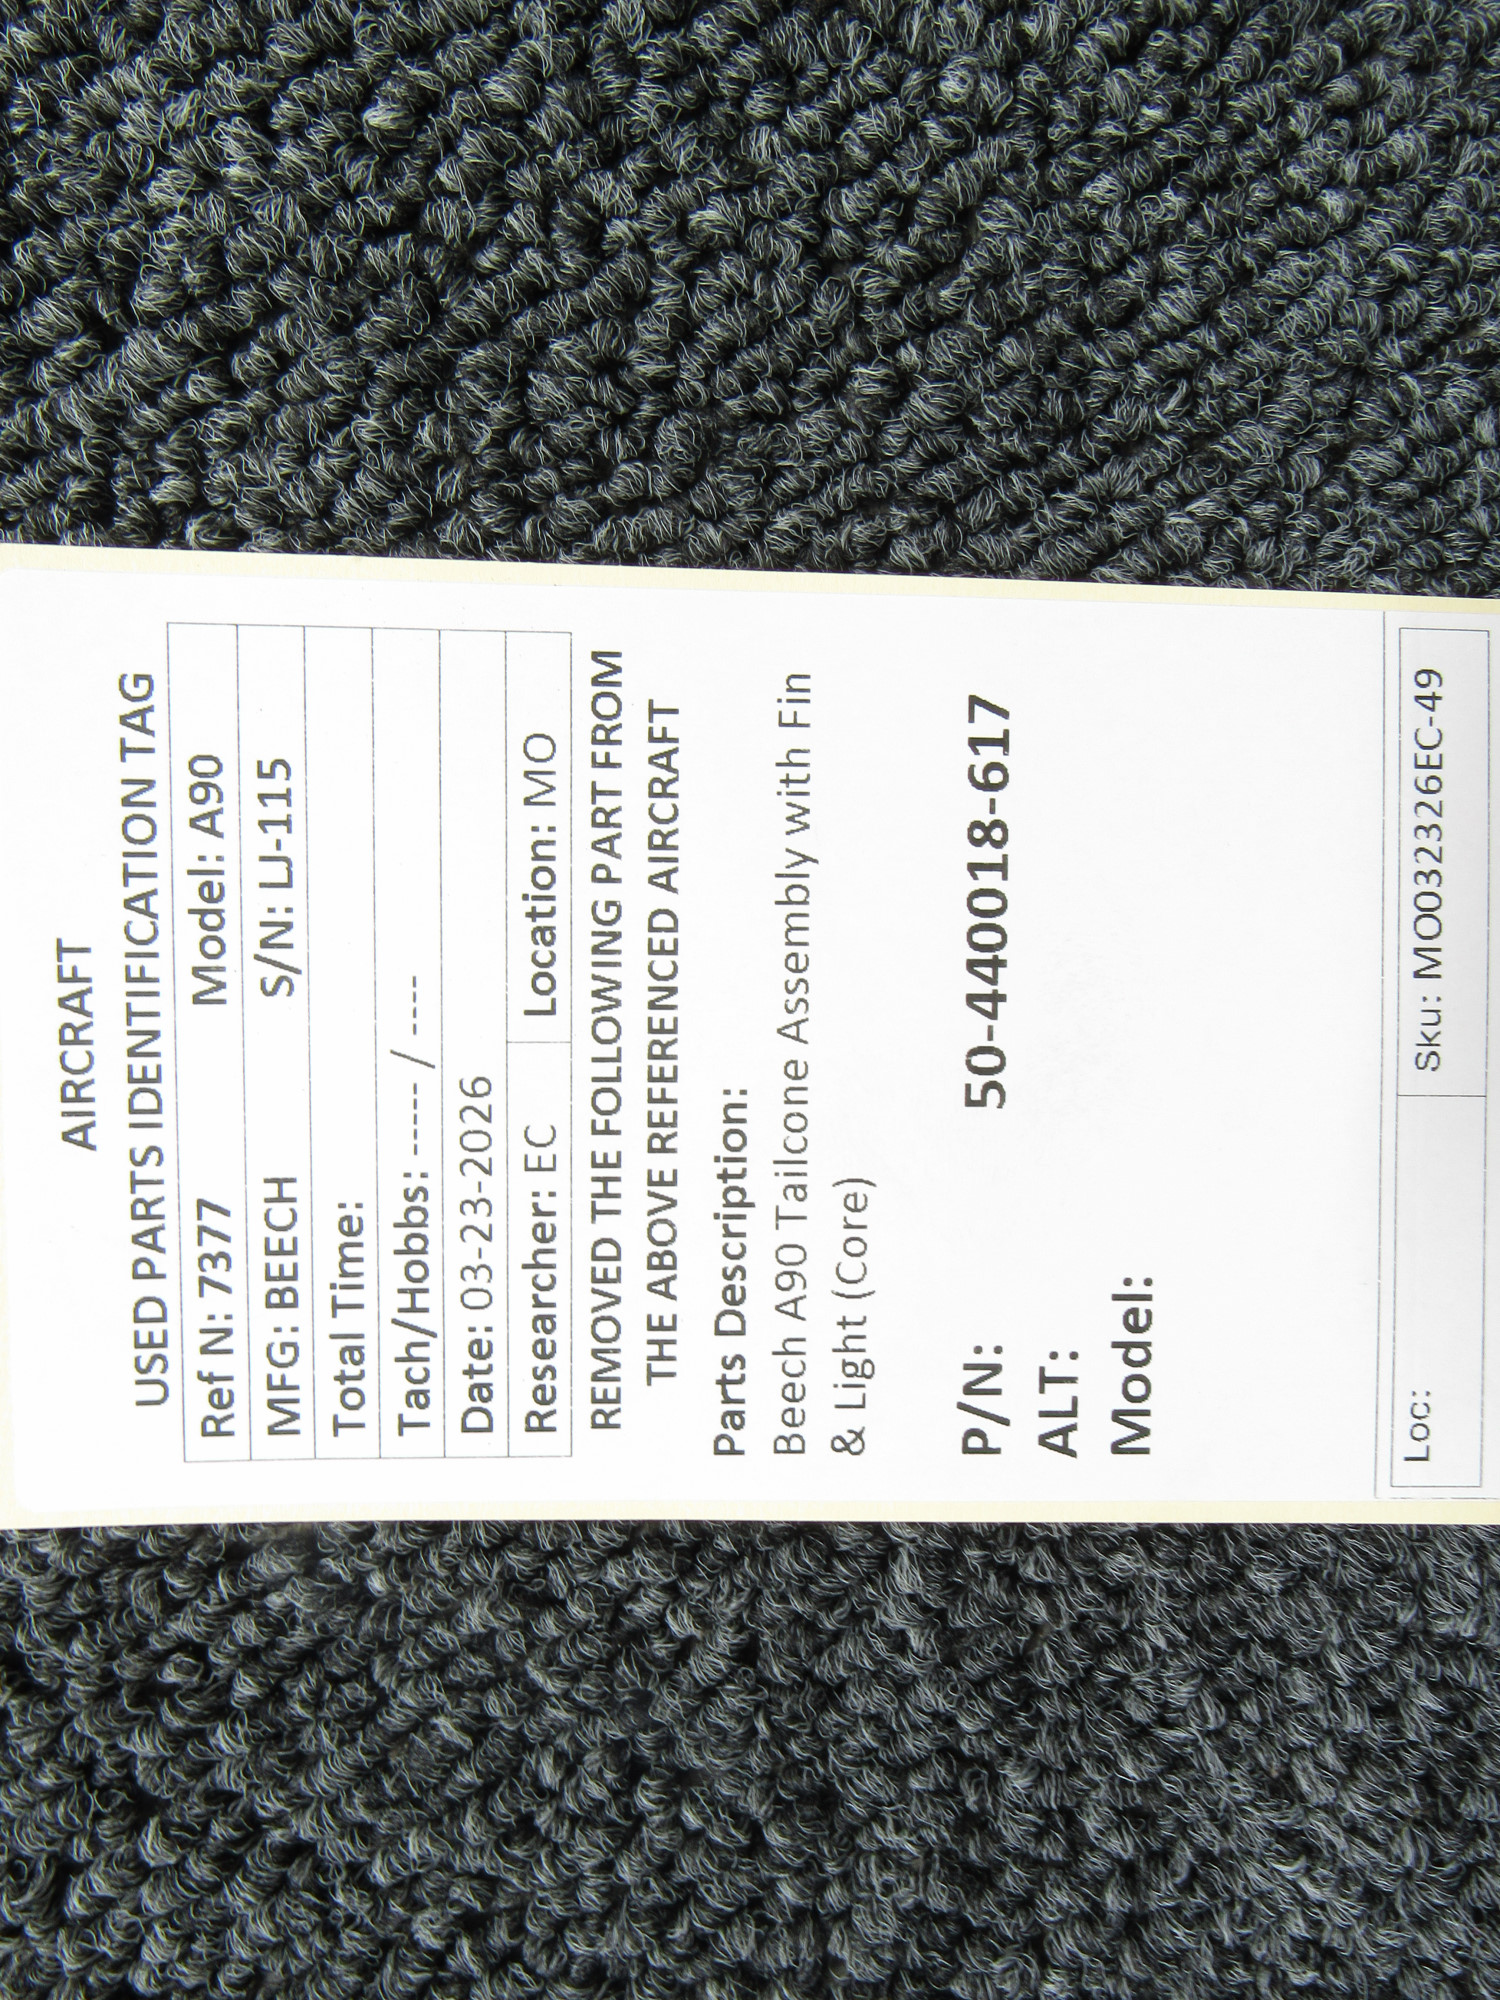 AIRCRAFT
USED PARTS IDENTIFICATION TAG
Ref N: 7377 Model: A90
MFG: BEECH S/N: LJ-115
Total Time:
Tach/Hobbs: ----- / ----
Date: 03-23-2026
Researcher: EC Location: MO
REMOVED THE FOLLOWING PART FROM
THE ABOVE REFERENCED AIRCRAFT
Parts Description:
Beech A90 Tailcone Assembly with Fin
& Light (Core)
P/N: 50-440018-617
ALT:
Model:
Loc: Sku: MO032326EC-49